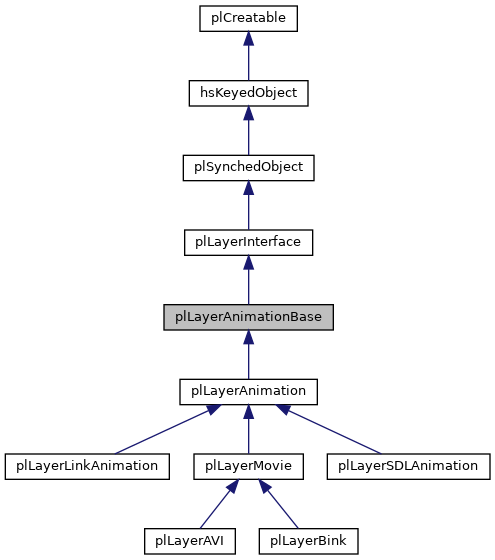 plCreatable
hsKeyedObject
plSynchedObject
plLayerInterface
plLayerAnimationBase
plLayerAnimation
plLayerLinkAnimation
plLayerMovie
plLayerSDLAnimation
plLayerAVI
plLayerBink